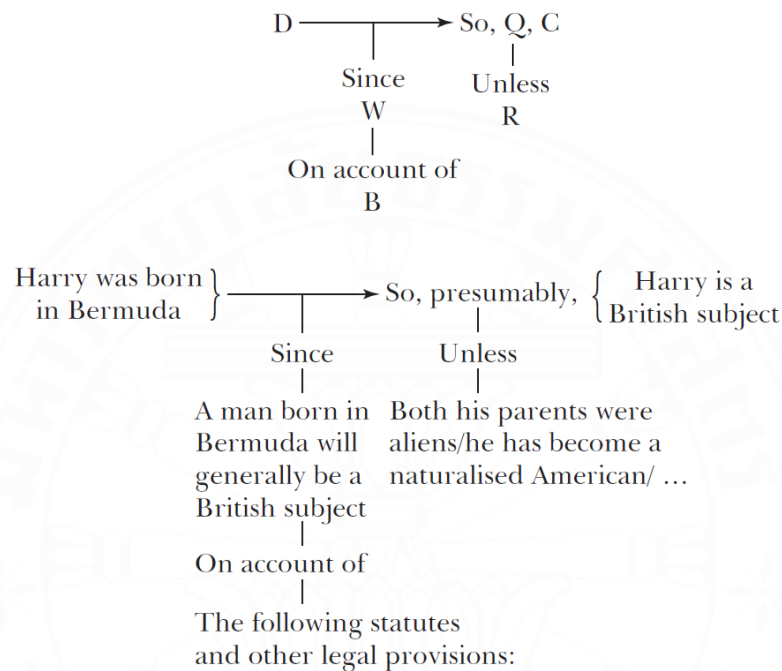 D So, Q, C
Since Unless
W R
On account of
B
Harry was born in Bermuda } So, presumably, { Harry is a British subject
Since Unless
A man born in Both his parents were
Bermuda will aliens/he has become a
generally be a naturalised American/ …
British subject
On account of
The following statutes
and other legal provisions: